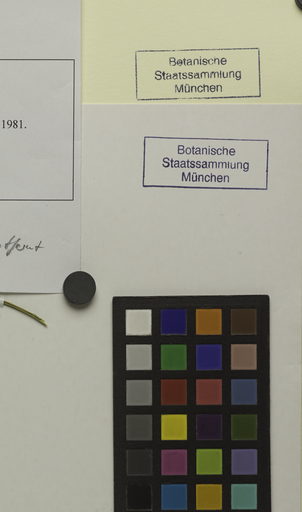 Botanische
Staatssammlung
München
1981.
Botanische
Staatssammlung
München